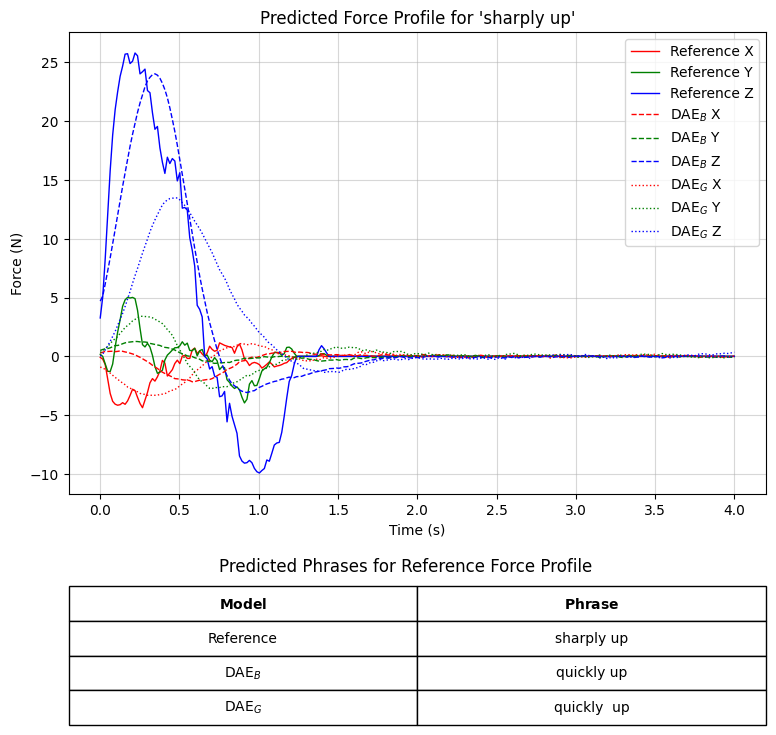 Predicted Force Profile for 'sharply up'
Reference X
Reference Y
Reference Z
DAE_B X
DAE_B Y
DAE_B Z
DAE_G X
DAE_G Y
DAE_G Z
Force (N)
25
20
15
10
5
0
−5
−10
0.0 0.5 1.0 1.5 2.0 2.5 3.0 3.5 4.0
Time (s)
Predicted Phrases for Reference Force Profile
Model Phrase
Reference sharply up
DAE_B quickly up
DAE_G quickly  up